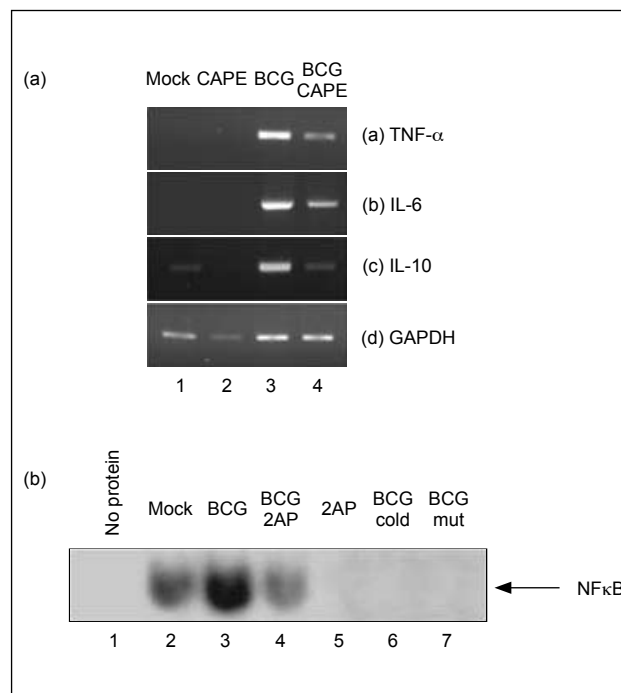 (a)
Mock CAPE BCG BCG CAPE
(a) TNF-α
(b) IL-6
(c) IL-10
(d) GAPDH
1 2 3 4
(b)
No protein Mock BCG BCG 2AP 2AP BCG cold BCG mut
NFκB
1 2 3 4 5 6 7